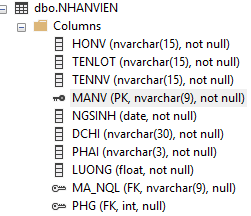 dbo.NHANVIEN
Columns
HONV (nvarchar(15), not null)
TENLOT (nvarchar(15), not null)
TENNV (nvarchar(15), not null)
MANV (PK, nvarchar(9), not null)
NGSINH (date, not null)
DCHI (nvarchar(30), not null)
PHAI (nvarchar(3), not null)
LUONG (float, not null)
MA_NQL (FK, nvarchar(9), null)
PHG (FK, int, null)